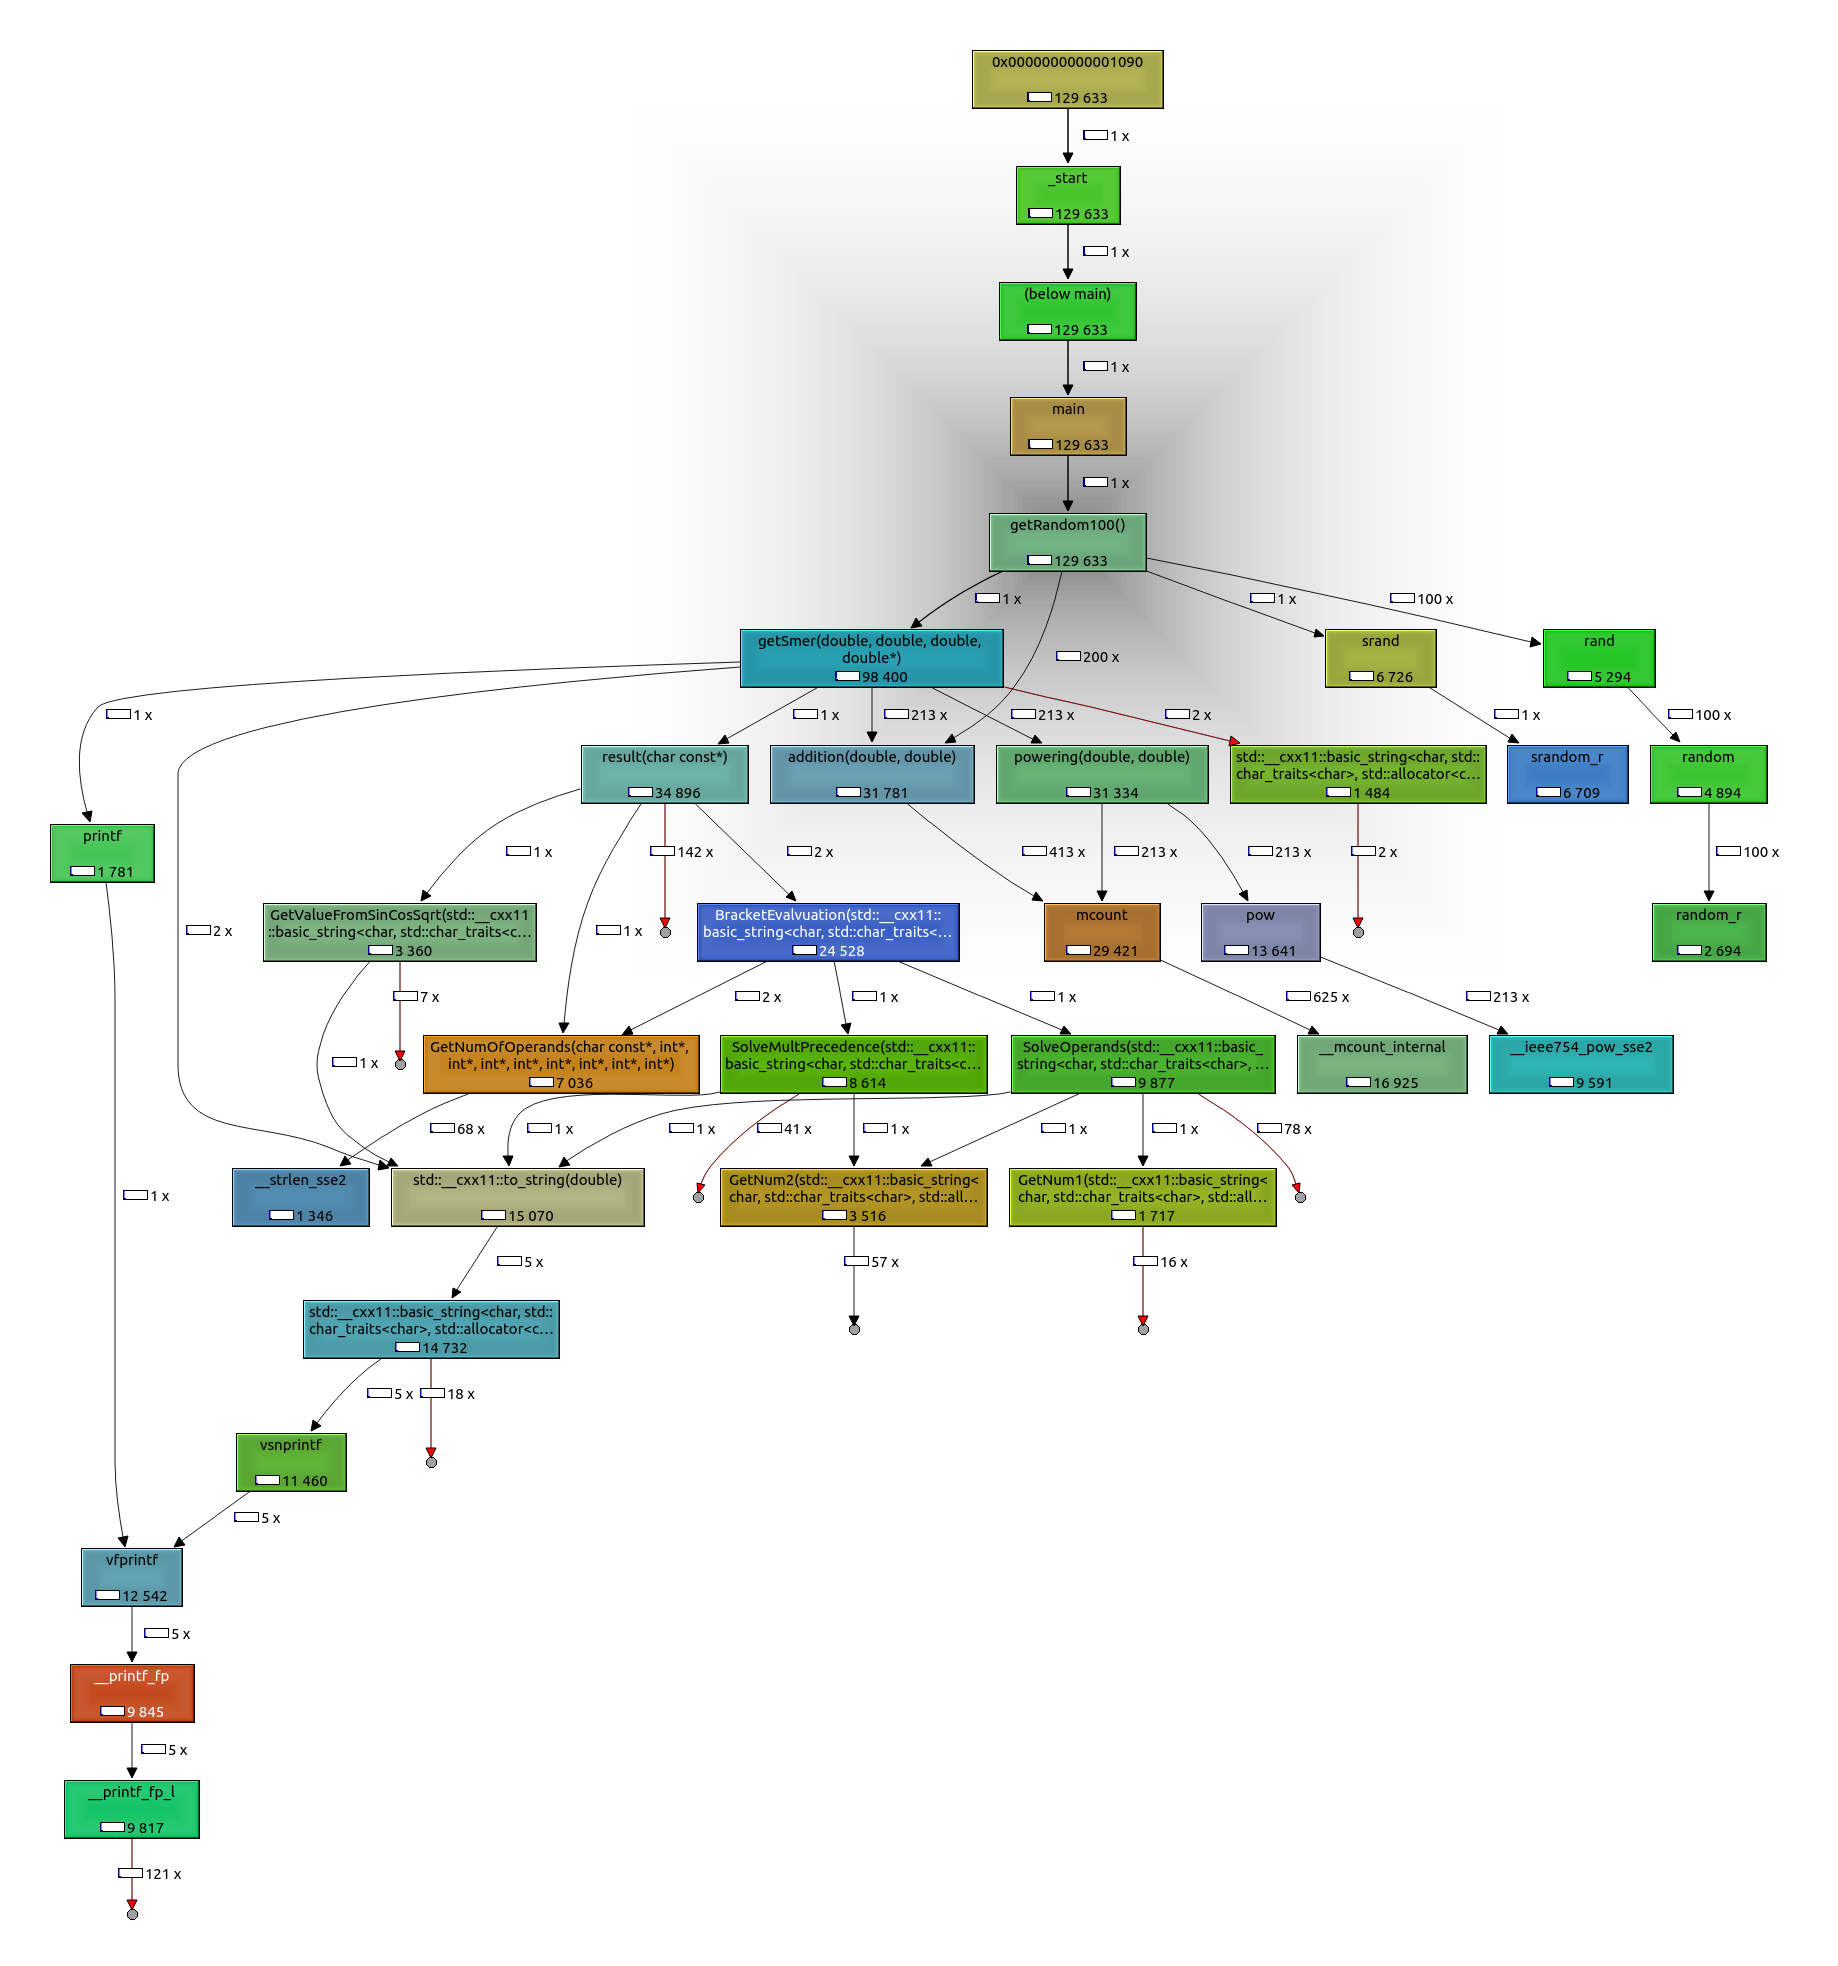 0x0000000000001090
129 633
1 x
_start
129 633
1 x
(below main)
129 633
1 x
main
129 633
1 x
getRandom100()
129 633
1 x
1 x
100 x
getSmer(double, double, double,
double*)
98 400
200 x
srand
6 726
rand
5 294
1 x
1 x
213 x
213 x
2 x
1 x
100 x
result(char const*)
34 896
addition(double, double)
31 781
powering(double, double)
31 334
std::__cxx11::basic_string<char, std::
char_traits<char>, std::allocator<c...
1 484
srandom_r
6 709
random
4 894
printf
1 781
1 x
142 x
2 x
413 x
213 x
213 x
2 x
100 x
2 x
GetValueFromSinCosSqrt(std::__cxx11
::basic_string<char, std::char_traits<c...
3 360
1 x
BracketEvalvuation(std::__cxx11::
basic_string<char, std::char_traits<...
24 528
mcount
29 421
pow
13 641
random_r
2 694
7 x
2 x
1 x
1 x
625 x
213 x
1 x
GetNumOfOperands(char const*, int*,
int*, int*, int*, int*, int*, int*, int*)
7 036
SolveMultPrecedence(std::__cxx11::
basic_string<char, std::char_traits<c...
8 614
SolveOperands(std::__cxx11::basic_
string<char, std::char_traits<char>, ...
9 877
__mcount_internal
16 925
__ieee754_pow_sse2
9 591
68 x
1 x
1 x
41 x
1 x
1 x
1 x
78 x
1 x
__strlen_sse2
1 346
std::__cxx11::to_string(double)
15 070
GetNum2(std::__cxx11::basic_string<
char, std::char_traits<char>, std::all...
3 516
GetNum1(std::__cxx11::basic_string<
char, std::char_traits<char>, std::all...
1 717
5 x
57 x
16 x
std::__cxx11::basic_string<char, std::
char_traits<char>, std::allocator<c...
14 732
5 x
18 x
vsnprintf
11 460
5 x
vfprintf
12 542
5 x
__printf_fp
9 845
5 x
__printf_fp_l
9 817
121 x